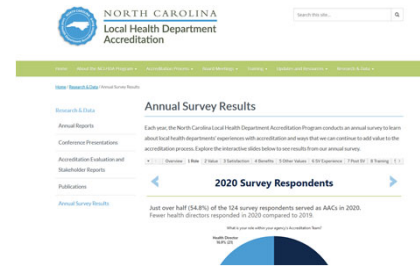 NORTH CAROLINA
Local Health Department
Accreditation
Search this site...
Home / Research & Data / Annual Survey Results
Research & Data
Annual Reports
Conference Presentations
Accreditation Evaluation and
Stakeholder Reports
Publications
Annual Survey Results
Annual Survey Results
Each year, the North Carolina Local Health Department Accreditation Program conducts an annual survey to learn
about local health departments' experiences with accreditation and ways that we can continue to add value to the
accreditation process. Explore the interactive slides below to see results from our annual survey.
Overview 1 Role 2 Value 3 Satisfaction 4 Benefits 5 Other Values 6 SV Experience 7 Post SV 8 Training
2020 Survey Respondents
Just over half (54.8%) of the 124 survey respondents served as AACs in 2020.
Fewer health directors responded in 2020 compared to 2019.
What is your role within your agency's Accreditation Team?
Health Director